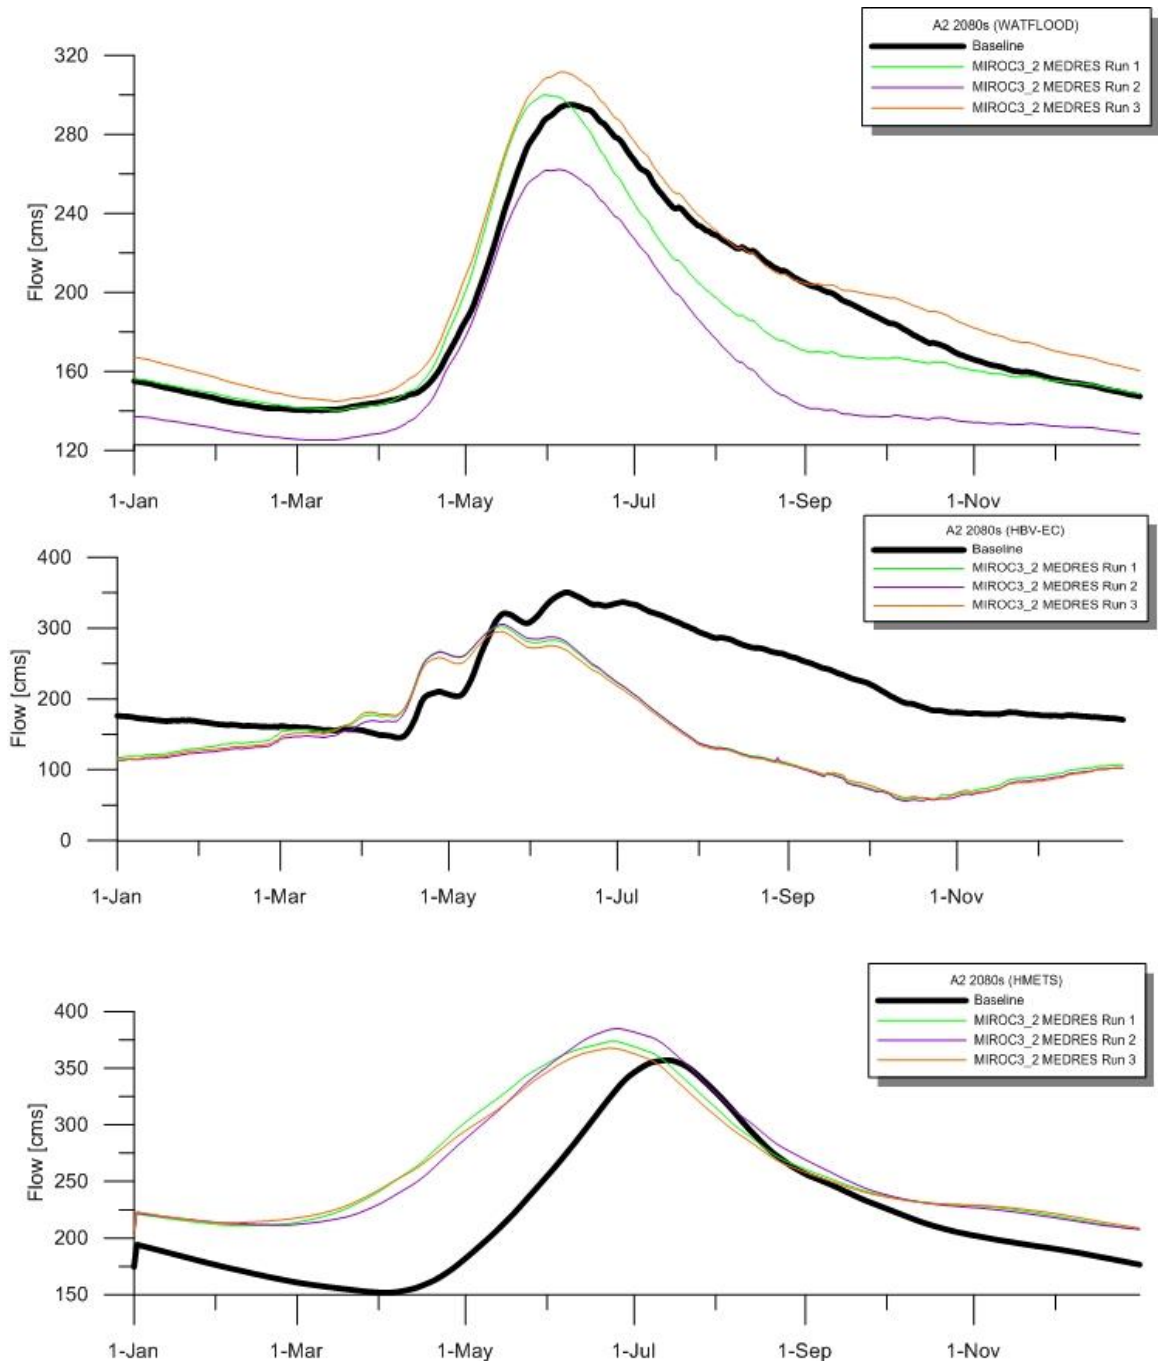 A2 2080s (WATFLOOD)
Baseline
MIROC3_2 MEDRES Run 1
MIROC3_2 MEDRES Run 2
MIROC3_2 MEDRES Run 3
320
280
240
200
160
120
Flow [cms]
1-Jan 1-Mar 1-May 1-Jul 1-Sep 1-Nov
A2 2080s (HBV-EC)
Baseline
MIROC3_2 MEDRES Run 1
MIROC3_2 MEDRES Run 2
MIROC3_2 MEDRES Run 3
400
300
200
100
0
Flow [cms]
1-Jan 1-Mar 1-May 1-Jul 1-Sep 1-Nov
A2 2080s (HMETS)
Baseline
MIROC3_2 MEDRES Run 1
MIROC3_2 MEDRES Run 2
MIROC3_2 MEDRES Run 3
400
350
300
250
200
150
Flow [cms]
1-Jan 1-Mar 1-May 1-Jul 1-Sep 1-Nov